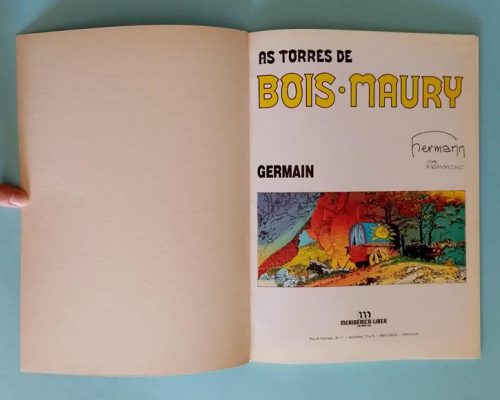 AS TORRES DE
BOIS·MAURY
Hermann
GERMAIN
MERIBERICA LIBER